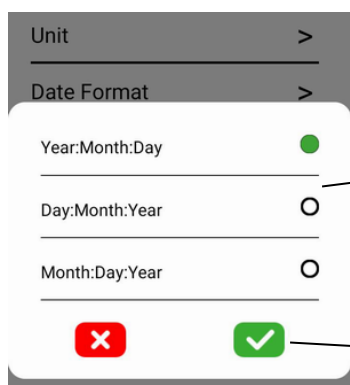 Unit >
Date Format >
Year:Month:Day
Day:Month:Year
Month:Day:Year